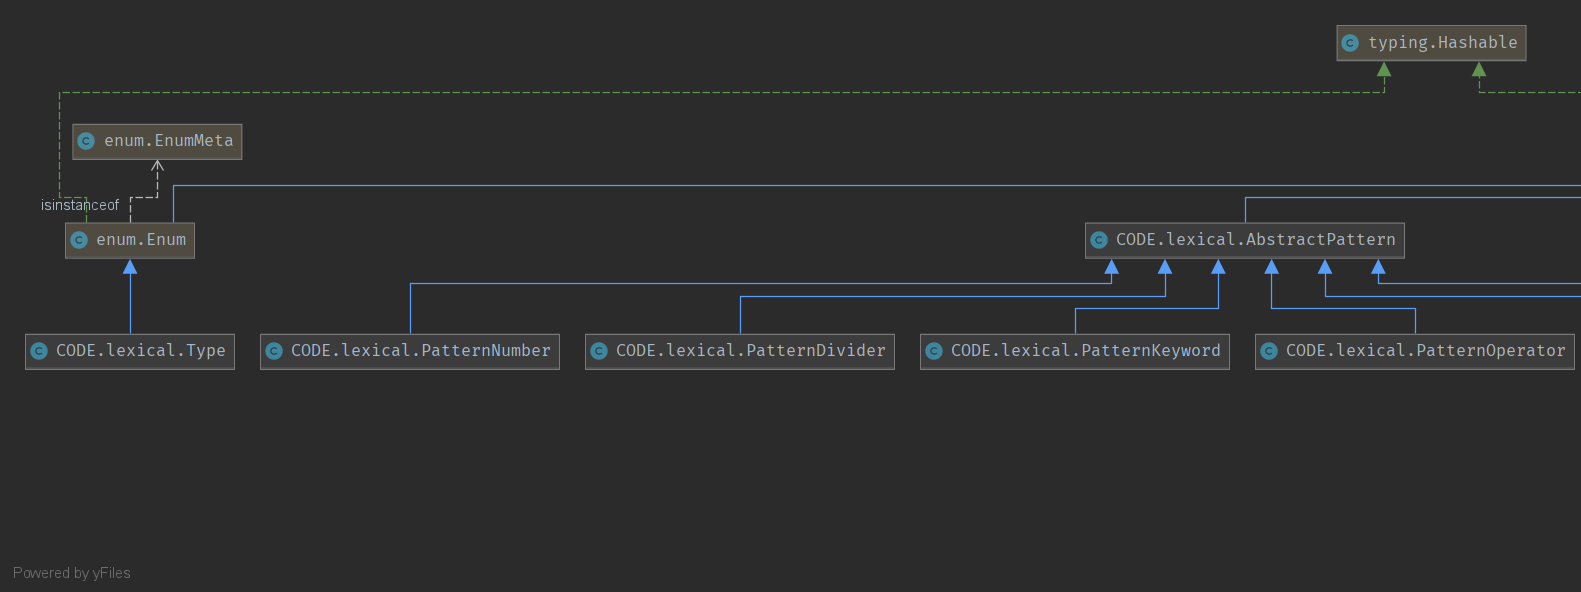 typing.Hashable
enum.EnumMeta
isinstanceof
enum.Enum
CODE.lexical.AbstractPattern
CODE.lexical.Type
CODE.lexical.PatternNumber
CODE.lexical.PatternDivider
CODE.lexical.PatternKeyword
CODE.lexical.PatternOperator
Powered by yFiles